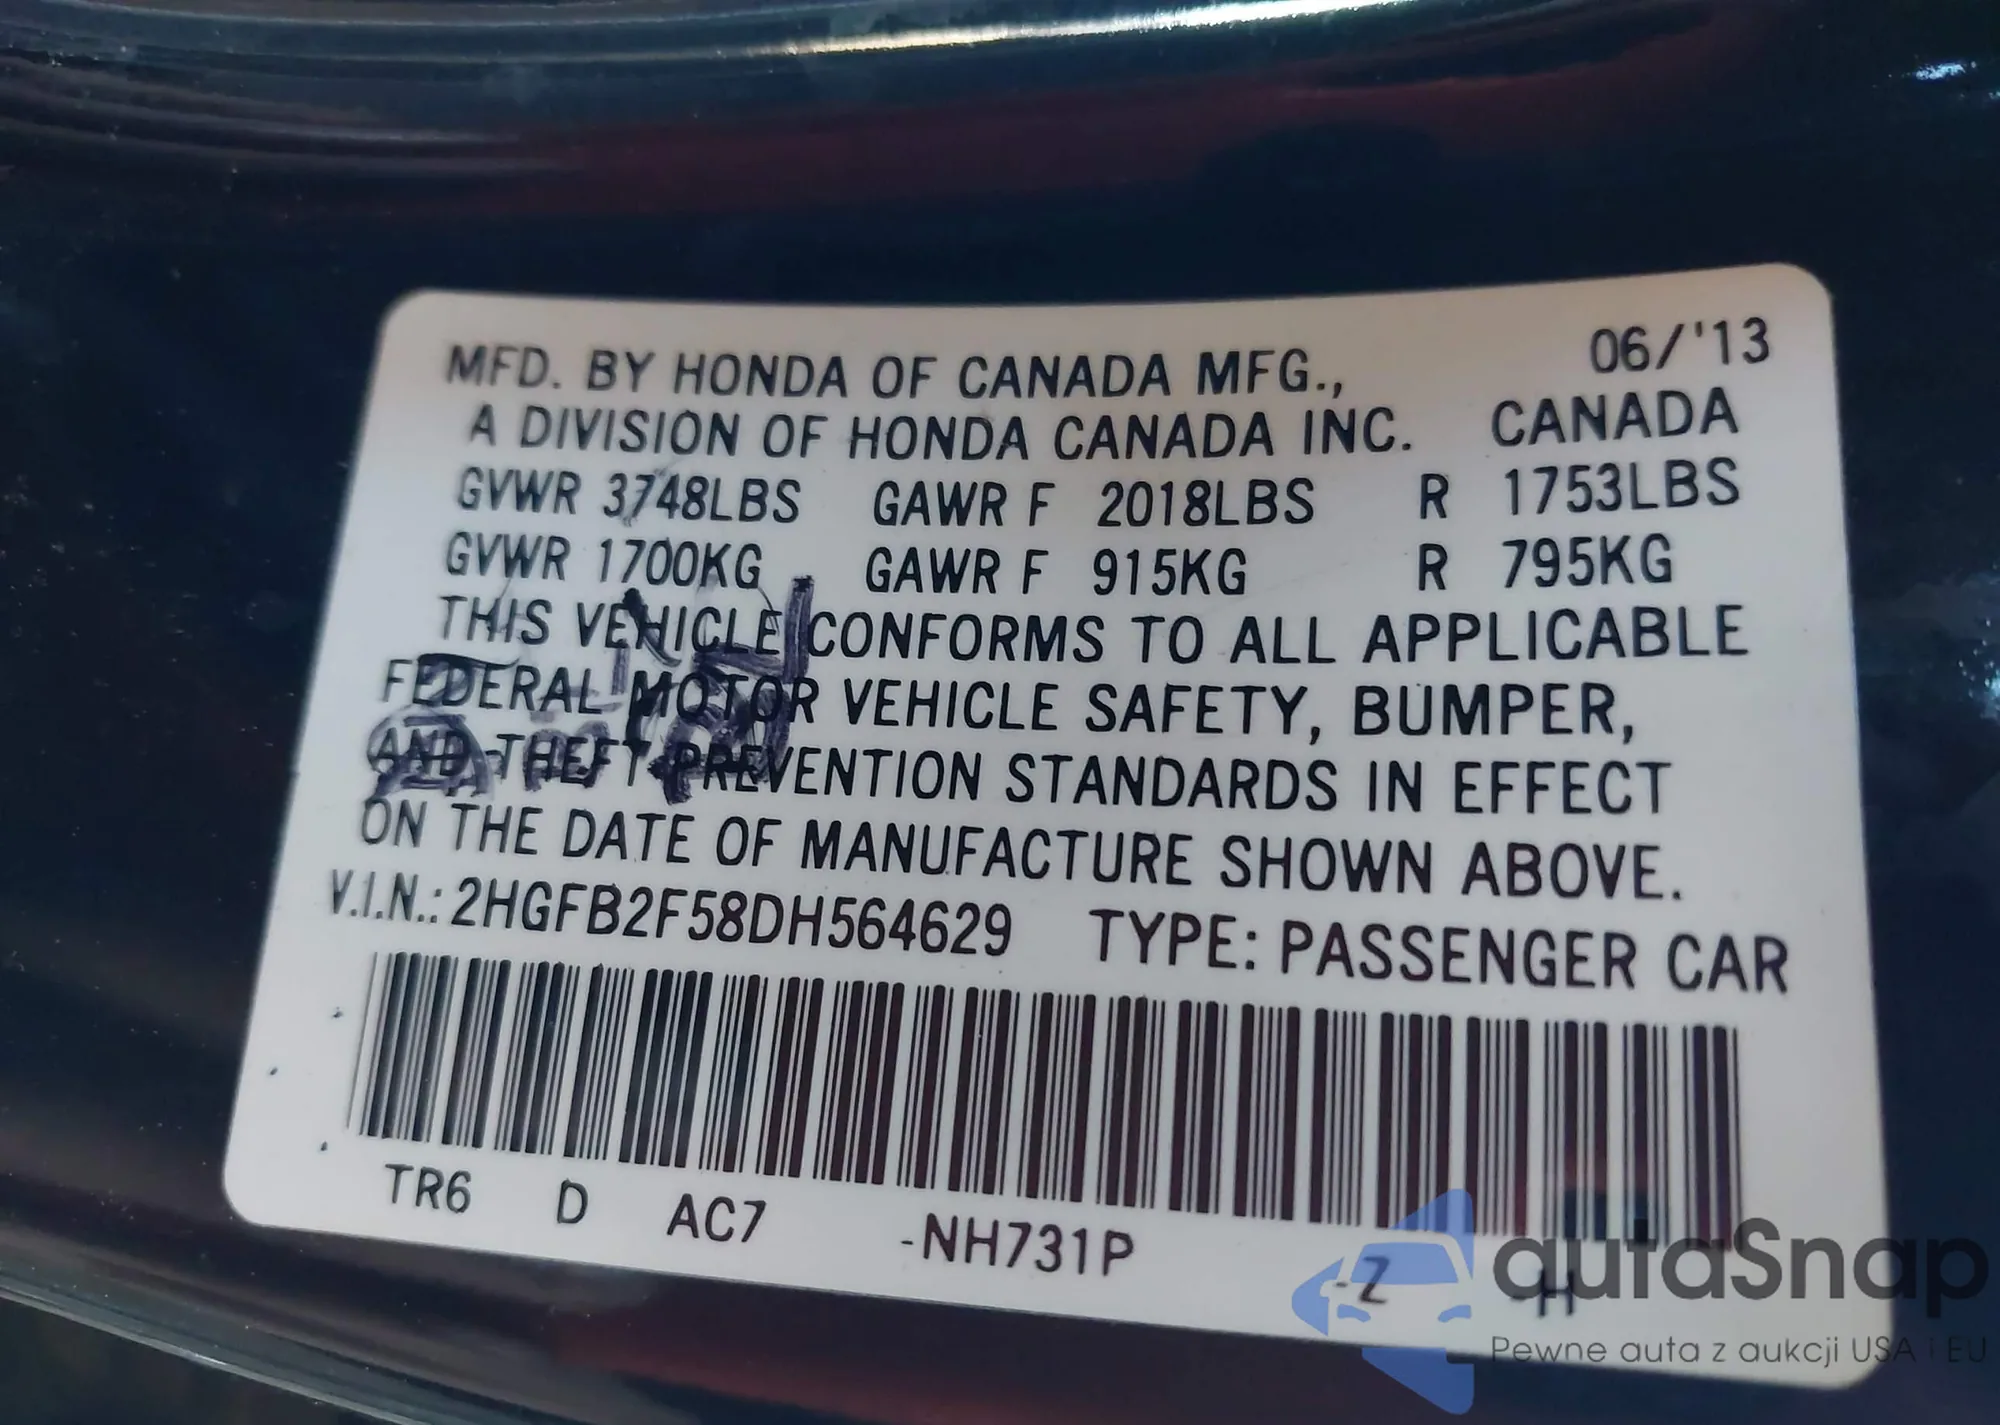 06/'13
MFD. BY HONDA OF CANADA MFG.,
A DIVISION OF HONDA CANADA INC. CANADA
GVWR 3748LBS GAWR F 2018LBS R 1753LBS
GVWR 1700KG GAWR F 915KG R 795KG
THIS VEHICLE CONFORMS TO ALL APPLICABLE
FEDERAL MOTOR VEHICLE SAFETY, BUMPER,
AND THEFT PREVENTION STANDARDS IN EFFECT
ON THE DATE OF MANUFACTURE SHOWN ABOVE.
V.I.N.: 2HGFB2F58DH564629 TYPE: PASSENGER CAR
TR6 D AC7 -NH731P -Z -H
autaSnap
Pewne auta z aukcji USA i EU